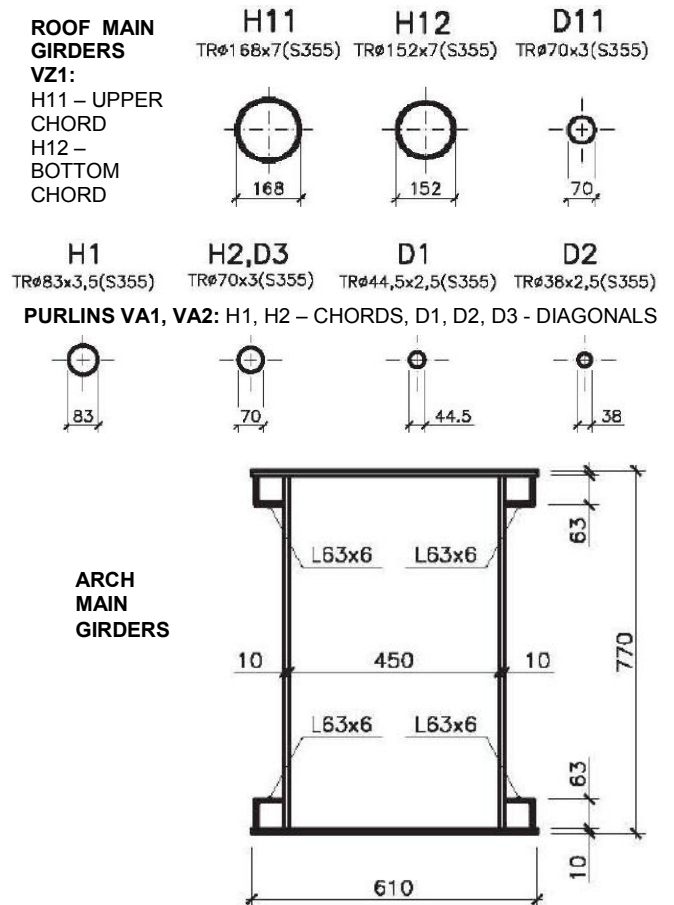 ROOF MAIN
GIRDERS
VZ1:
H11 – UPPER
CHORD
H12 –
BOTTOM
CHORD
H11 H12 D11
TRø168x7(S355) TRø152x7(S355) TRø70x3(S355)
168 152 70
H1 H2,D3 D1 D2
TRø83x3,5(S355) TRø70x3(S355) TRø44,5x2,5(S355) TRø38x2,5(S355)
PURLINS VA1, VA2: H1, H2 – CHORDS, D1, D2, D3 - DIAGONALS
83 70 44.5 38
63
L63x6 L63x6
ARCH
MAIN
GIRDERS
10 450 10
770
L63x6 L63x6
63
10
610